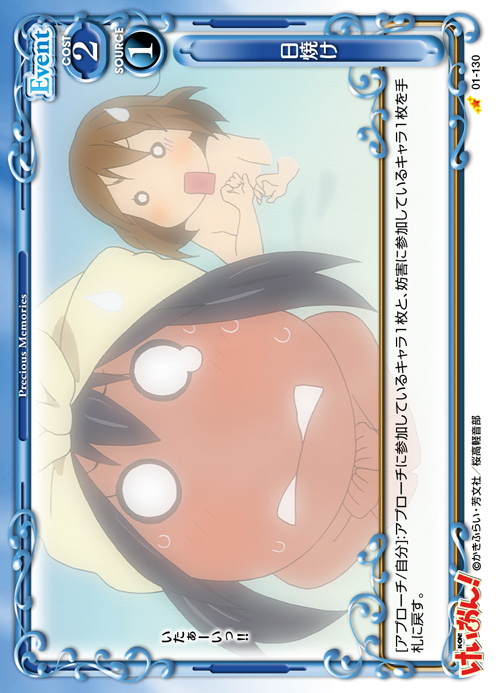 Event
COST
2
SOURCE
1
日焼け
Precious Memories
いたぁーいっ!!
[アプローチ/自分]:アプローチに参加しているキャラ1枚と、妨害に参加しているキャラ1枚を手
札に戻す。
K-ON!
けいおん!
©かきふらい・芳文社/桜高軽音部
01-130